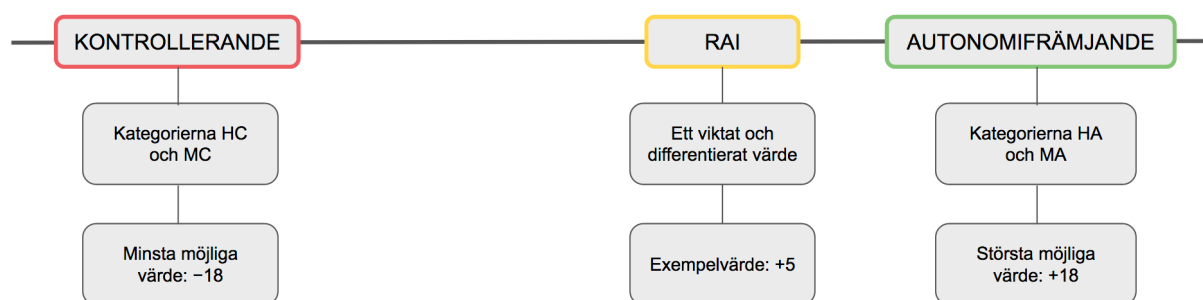 KONTROLLERANDE
RAI
AUTONOMIFRÄMJANDE
Kategorierna HC
och MC
Ett viktat och
differentierat värde
Kategorierna HA
och MA
Minsta möjliga
värde: −18
Exempelvärde: +5
Största möjliga
värde: +18